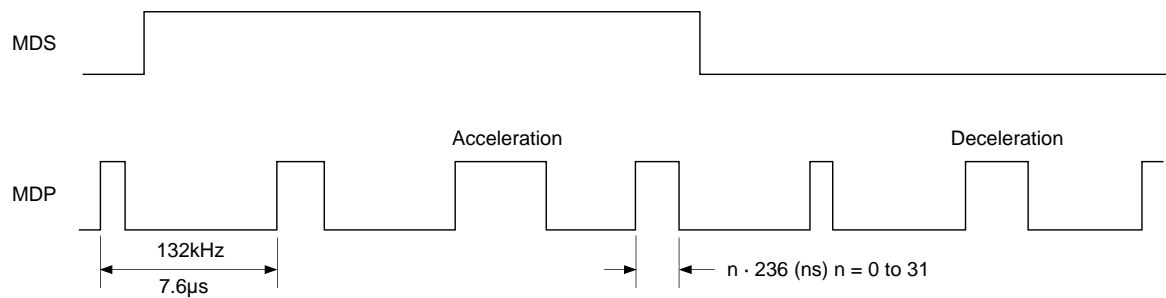 MDS
Acceleration
Deceleration
MDP
132kHz
7.6µs
n · 236 (ns) n = 0 to 31